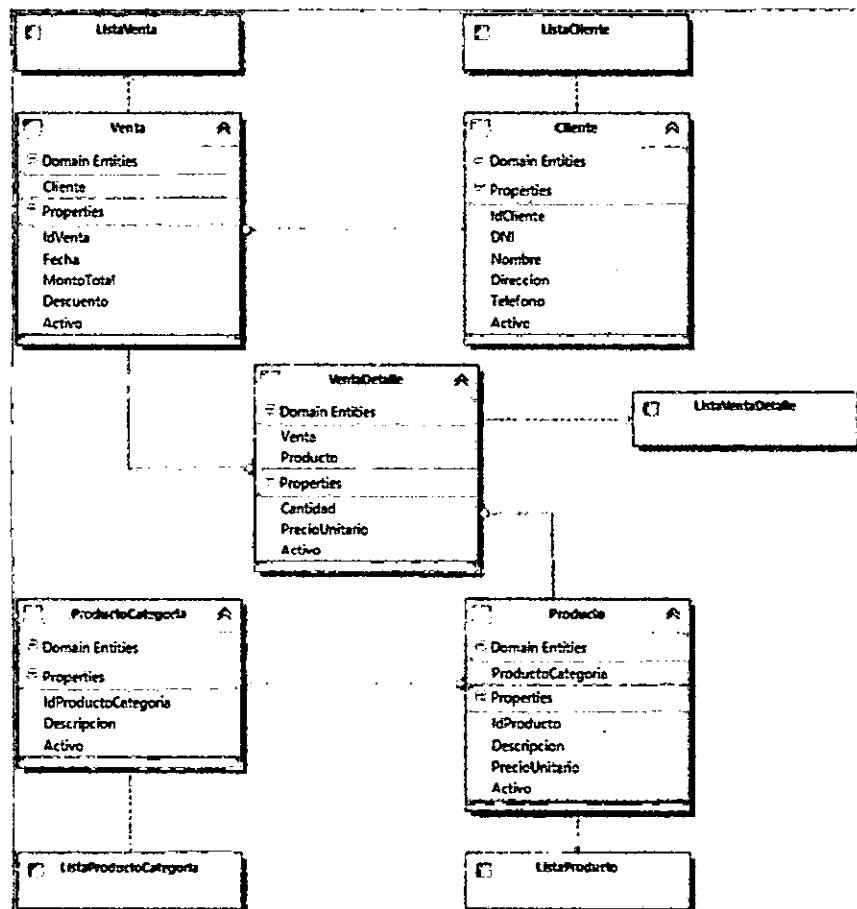 ListaVenta
ListaCliente
Venta
Domain Entities
Cliente
Properties
IdVenta
Fecha
MontoTotal
Descuento
Activo
Cliente
Domain Entities
Properties
IdCliente
DNI
Nombre
Direccion
Telefono
Activo
VentaDetalle
Domain Entities
Venta
Producto
Properties
Cantidad
PrecioUnitario
Activo
ListaVentaDetalle
ProductoCategoria
Domain Entities
Properties
IdProductoCategoria
Descripcion
Activo
Producto
Domain Entities
ProductoCategoria
Properties
IdProducto
Descripcion
PrecioUnitario
Activo
ListaProductoCategoria
ListaProducto